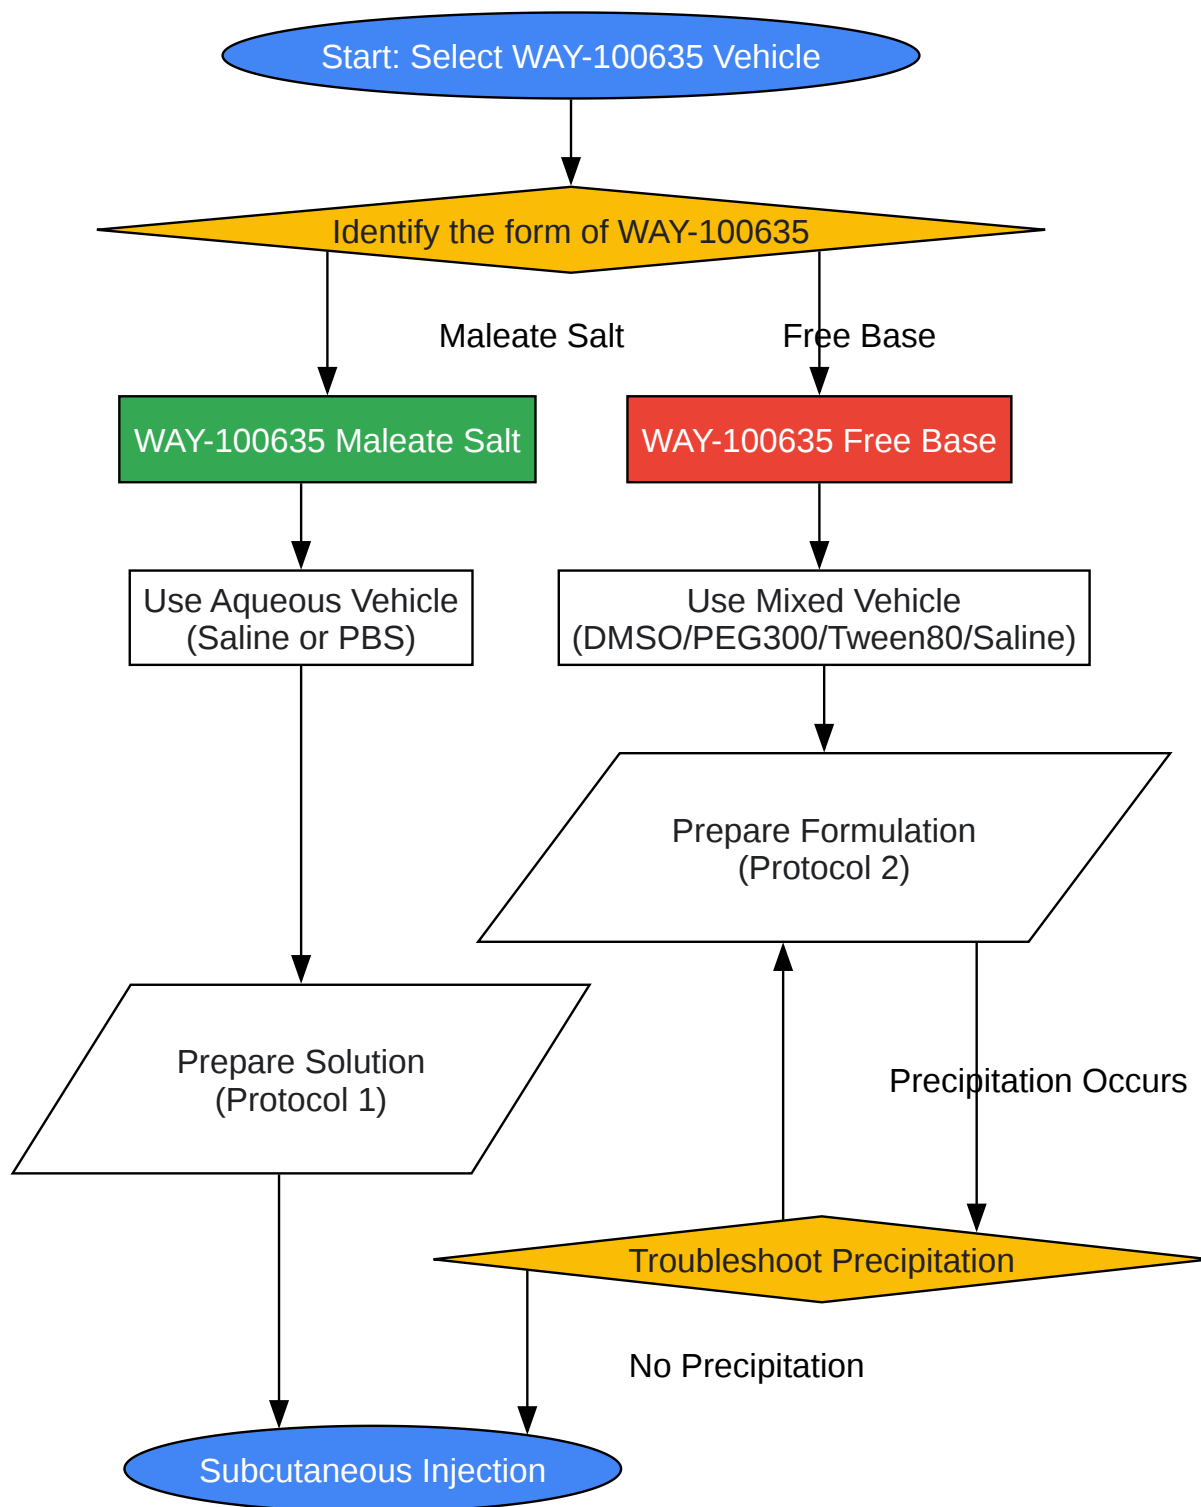 Start: Select WAY-100635 Vehicle
Identify the form of WAY-100635
Maleate Salt
Free Base
WAY-100635 Maleate Salt
WAY-100635 Free Base
Use Aqueous Vehicle
(Saline or PBS)
Use Mixed Vehicle
(DMSO/PEG300/Tween80/Saline)
Prepare Formulation
(Protocol 2)
Prepare Solution
(Protocol 1)
Precipitation Occurs
Troubleshoot Precipitation
No Precipitation
Subcutaneous Injection